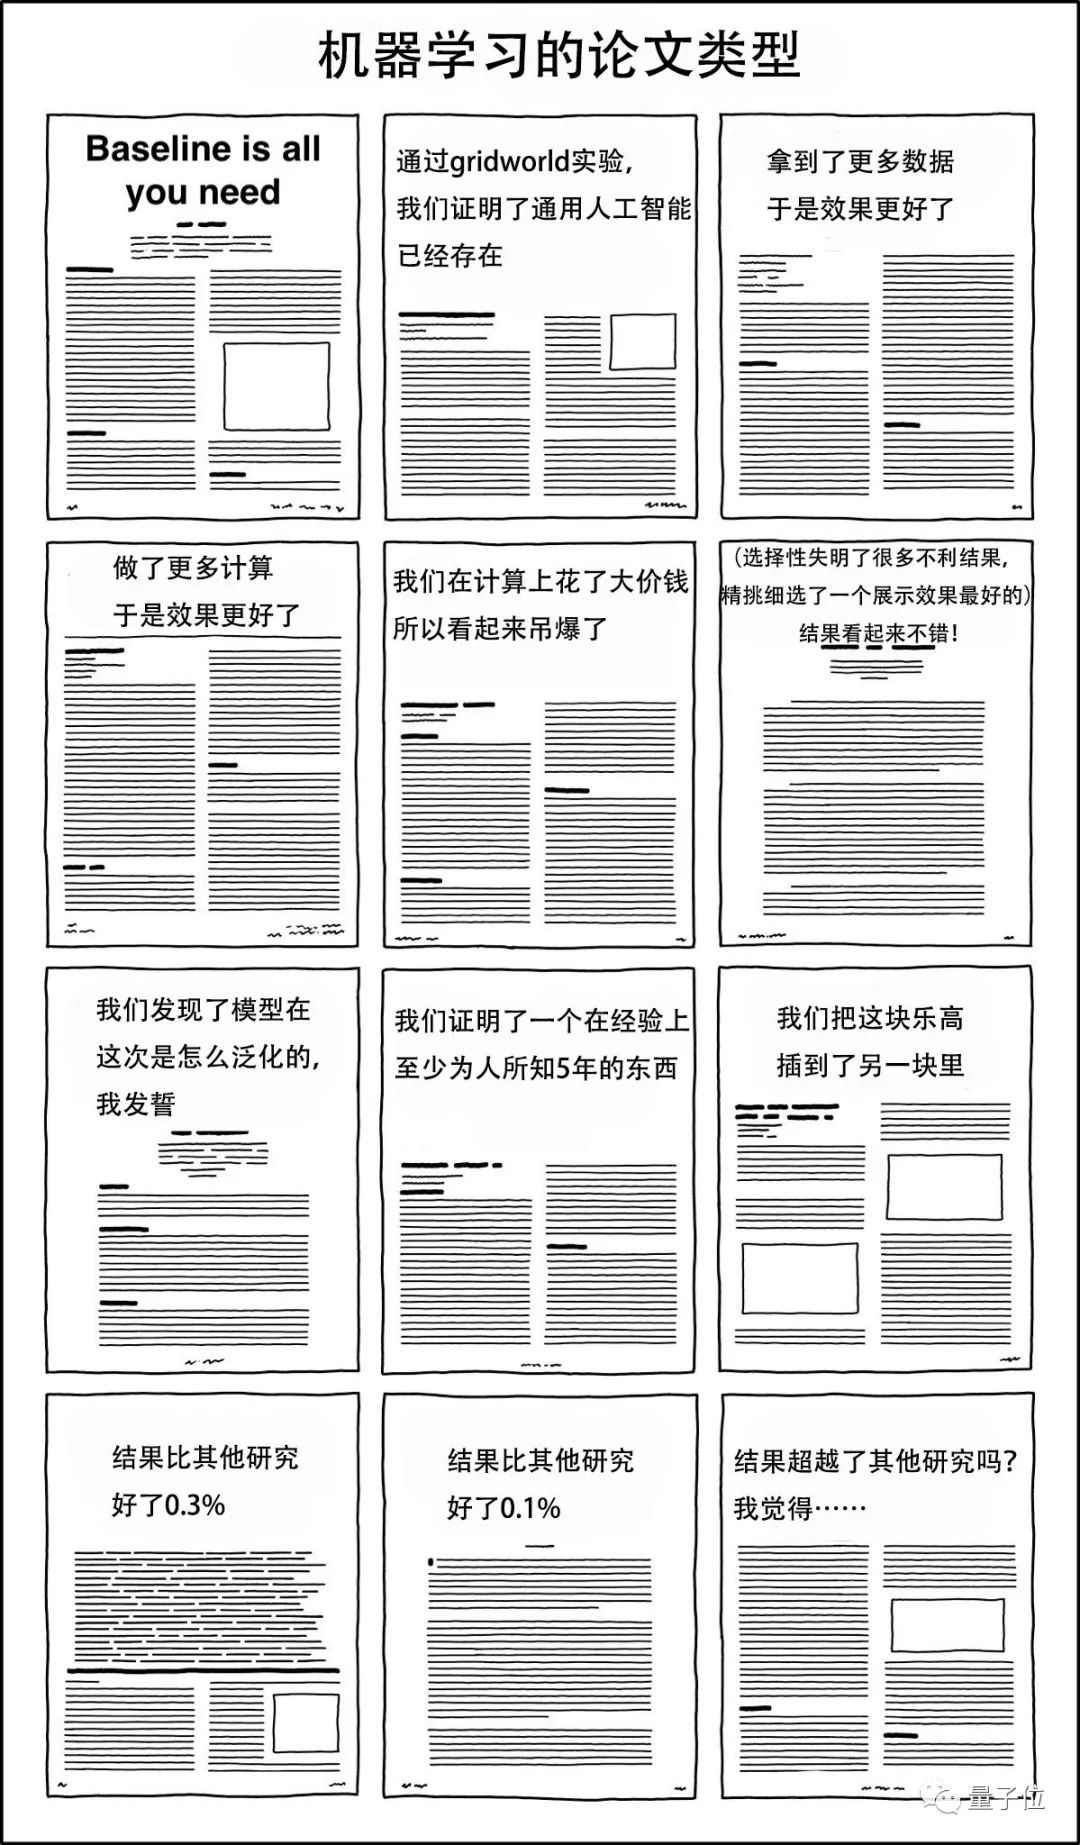 机器学习的论文类型
Baseline is all
you need
通过gridworld实验,
我们证明了通用人工智能
已经存在
拿到了更多数据
于是效果更好了
做了更多计算
于是效果更好了
我们在计算上花了大价钱
所以看起来吊爆了
(选择性失明了很多不利结果,
精挑细选了一个展示效果最好的)
结果看起来不错!
我们发现了模型在
这次是怎么泛化的,
我发誓
我们证明了一个在经验上
至少为人所知5年的东西
我们把这块乐高
插到了另一块里
结果比其他研究
好了0.3%
结果比其他研究
好了0.1%
结果超越了其他研究吗?
我觉得……
量子位